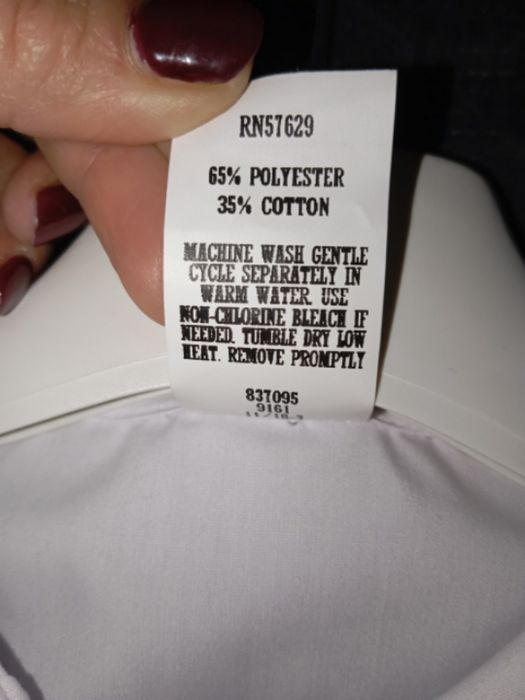 RN57629
65% POLYESTER
35% COTTON
MACHINE WASH GENTLE
CYCLE SEPARATELY IN
WARM WATER. USE
NON-CHLORINE BLEACH IF
NEEDED. TUMBLE DRY LOW
HEAT. REMOVE PROMPTLY
837095
9161